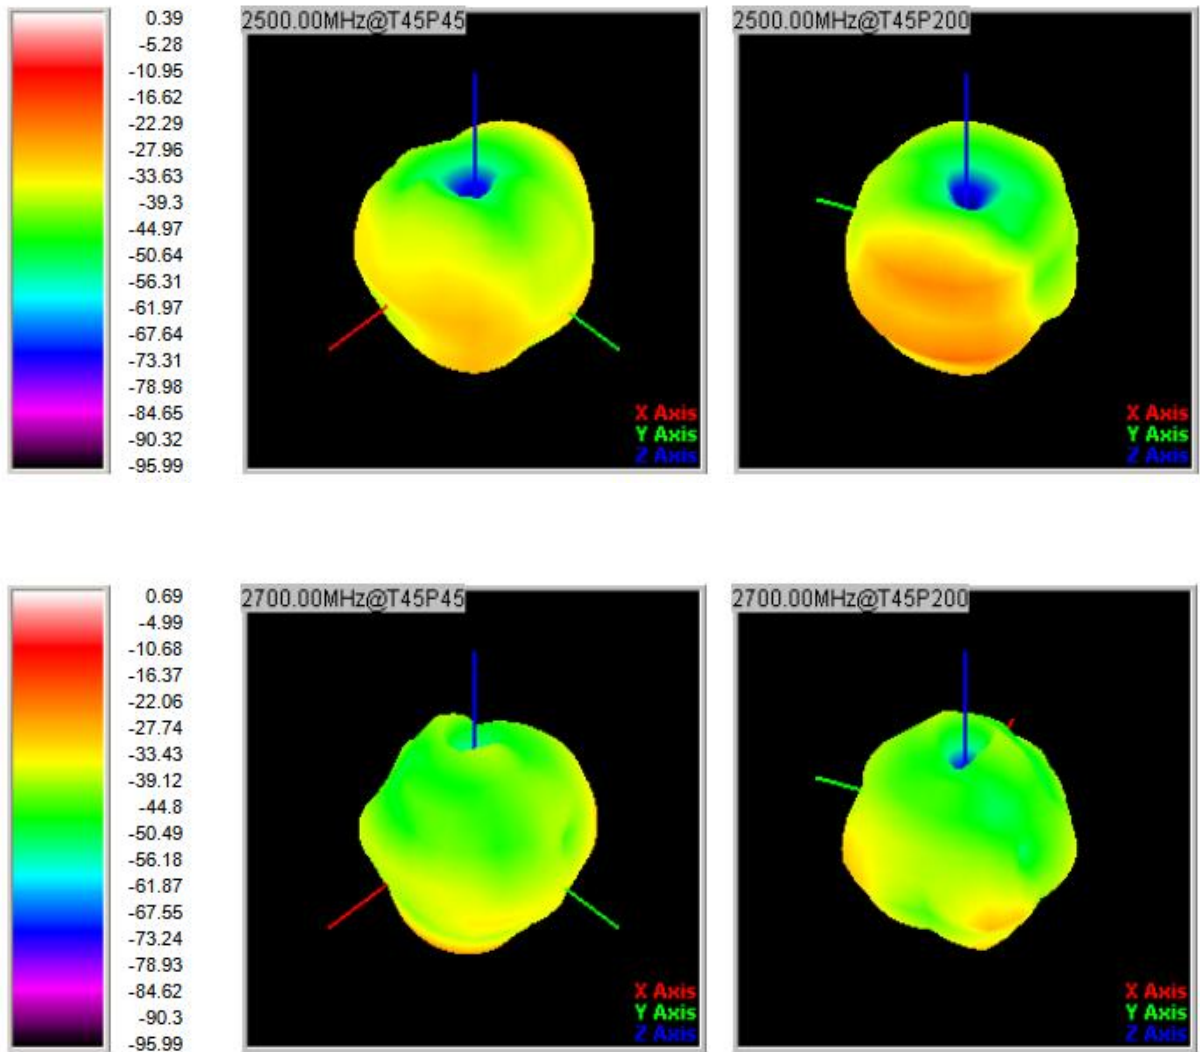 0.39
-5.28
-10.95
-16.62
-22.29
-27.96
-33.63
-39.3
-44.97
-50.64
-56.31
-61.97
-67.64
-73.31
-78.98
-84.65
-90.32
-95.99
2500.00MHz@T45P45
X Axis
Y Axis
Z Axis
2500.00MHz@T45P200
X Axis
Y Axis
Z Axis
0.69
-4.99
-10.68
-16.37
-22.06
-27.74
-33.43
-39.12
-44.8
-50.49
-56.18
-61.87
-67.55
-73.24
-78.93
-84.62
-90.3
-95.99
2700.00MHz@T45P45
X Axis
Y Axis
Z Axis
2700.00MHz@T45P200
X Axis
Y Axis
Z Axis